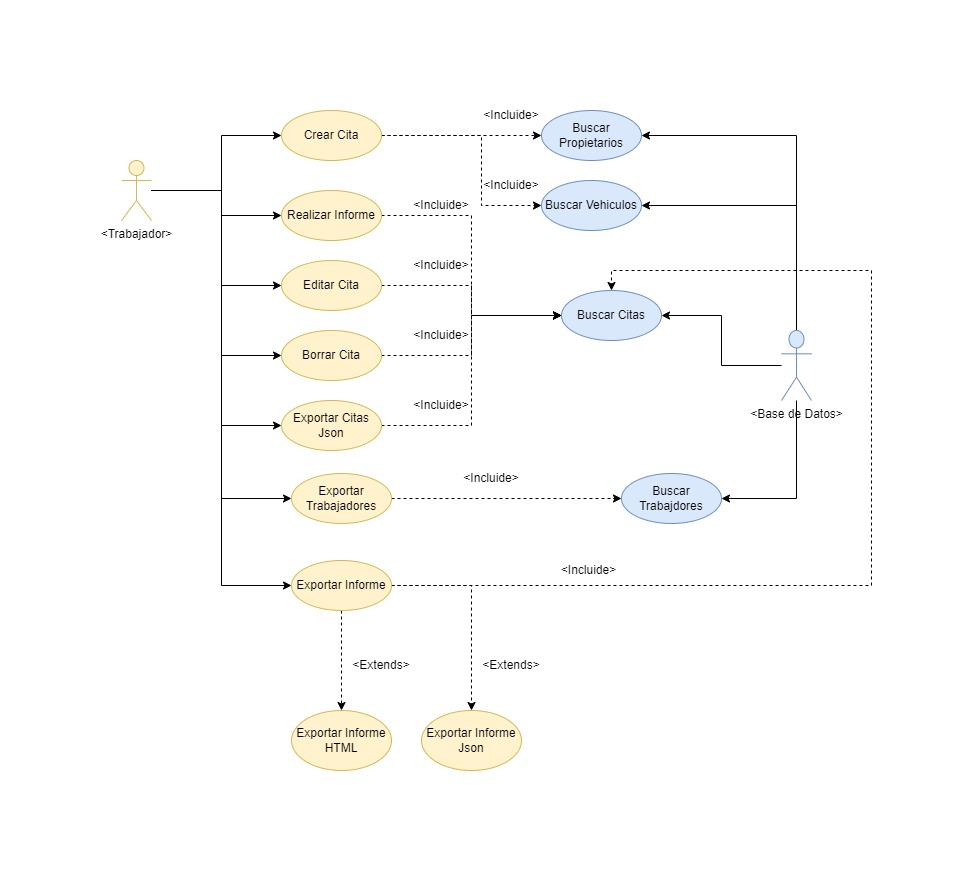 <Incluide>
Crear Cita
Buscar
Propietarios
<Incluide>
Buscar Vehiculos
<Trabajador>
<Incluide>
Realizar Informe
<Incluide>
Editar Cita
Buscar Citas
<Incluide>
Borrar Cita
<Incluide>
Exportar Citas
Json
<Base de Datos>
<Incluide>
Exportar
Trabajadores
Buscar
Trabajdores
<Incluide>
Exportar Informe
<Extends>
<Extends>
Exportar Informe
HTML
Exportar Informe
Json